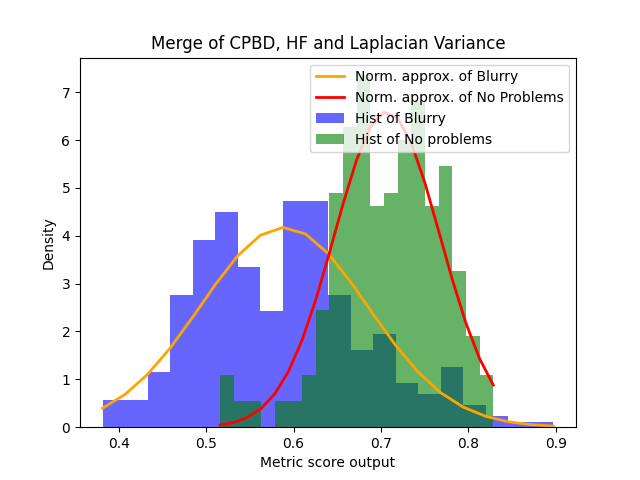 Merge of CPBD, HF and Laplacian Variance
Norm. approx. of Blurry
Norm. approx. of No Problems
Hist of Blurry
Hist of No problems
Density
7
6
5
4
3
2
1
0
0.4 0.5 0.6 0.7 0.8 0.9
Metric score output